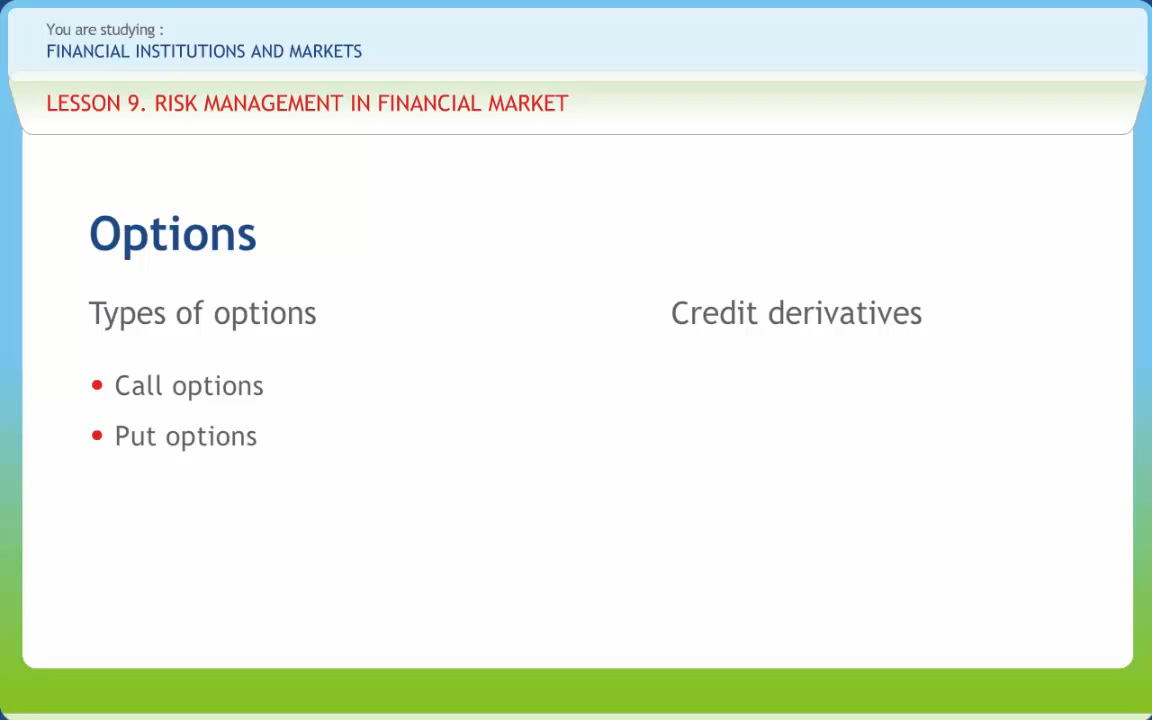 You are studying :
FINANCIAL INSTITUTIONS AND MARKETS
LESSON 9. RISK MANAGEMENT IN FINANCIAL MARKET
Options
Types of options
• Call options
• Put options
Credit derivatives